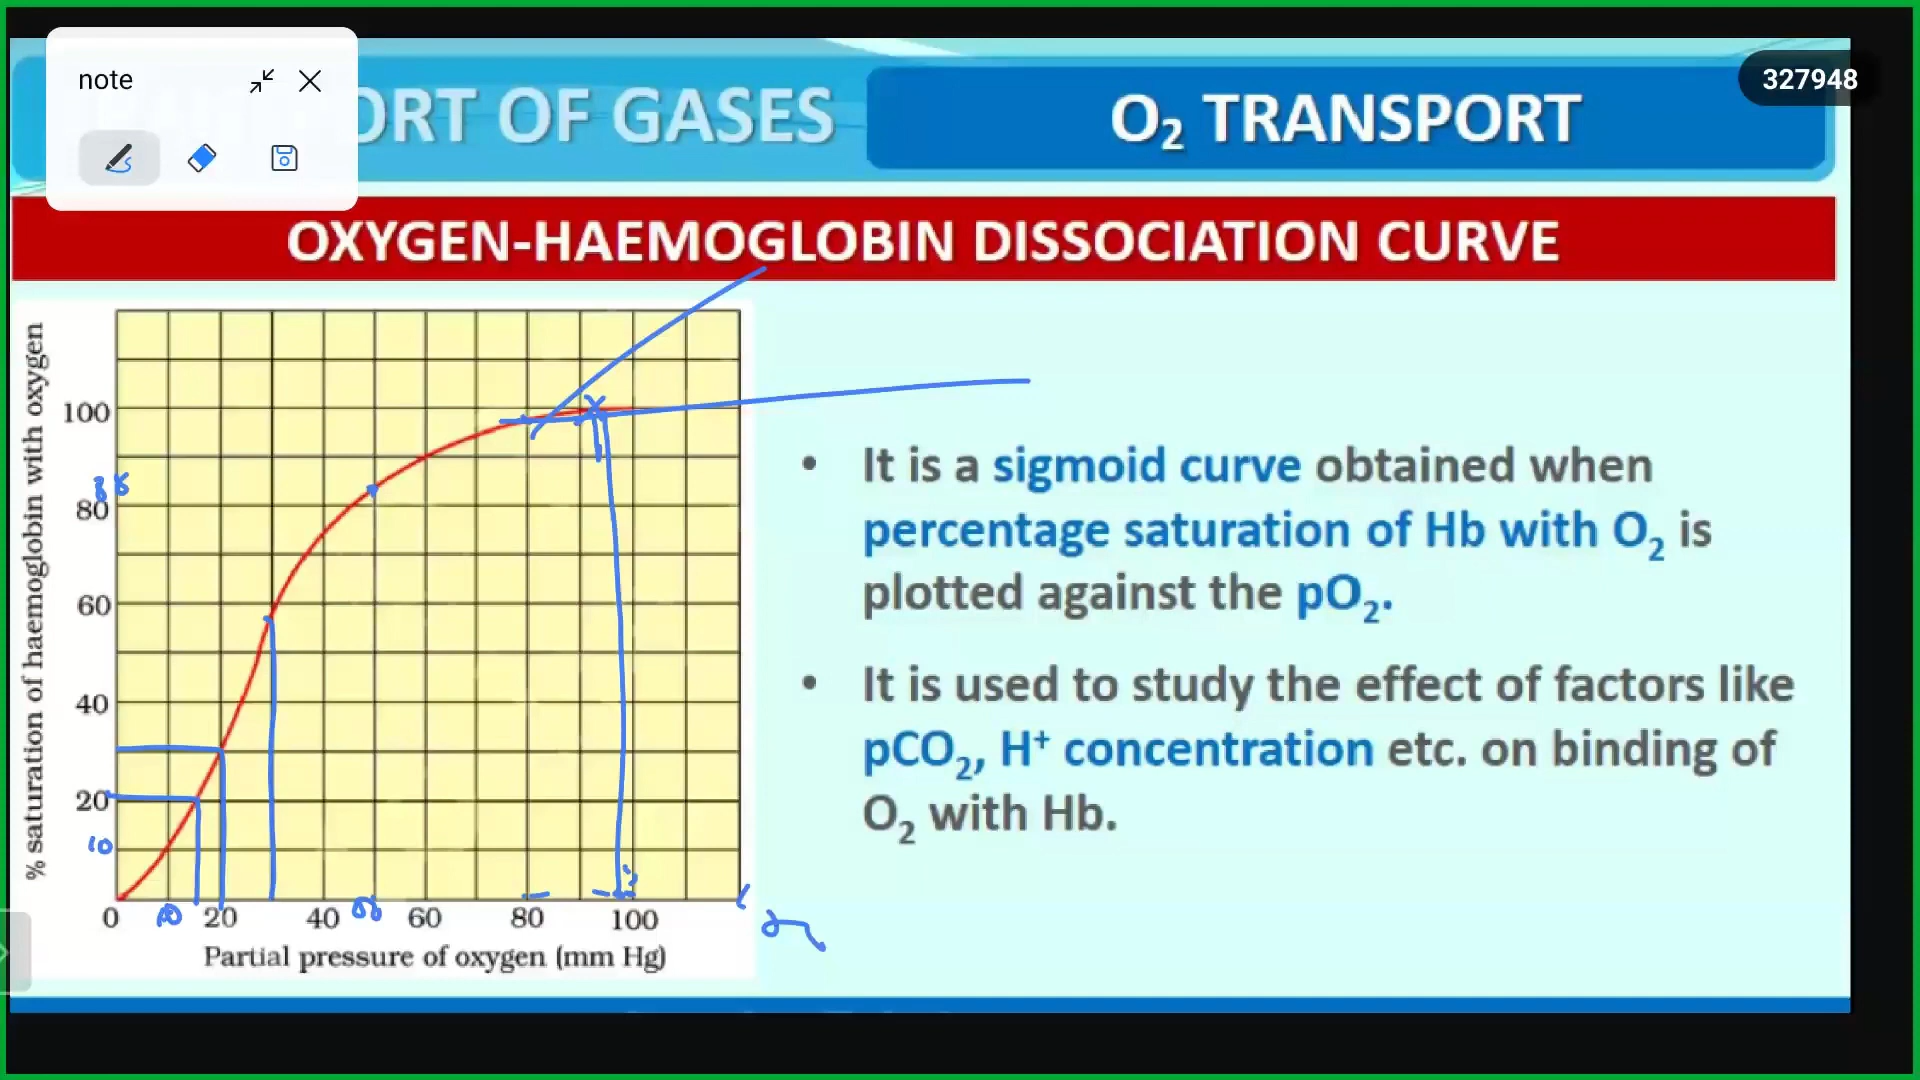 note
327948
ORT OF GASES
O₂ TRANSPORT
OXYGEN-HAEMOGLOBIN DISSOCIATION CURVE
% saturation of haemoglobin with oxygen
100
80
60
40
20
10
0 20 40 60 80 100
Partial pressure of oxygen (mm Hg)
• It is a sigmoid curve obtained when
percentage saturation of Hb with O₂ is
plotted against the pO₂.
• It is used to study the effect of factors like
pCO₂, H⁺ concentration etc. on binding of
O₂ with Hb.